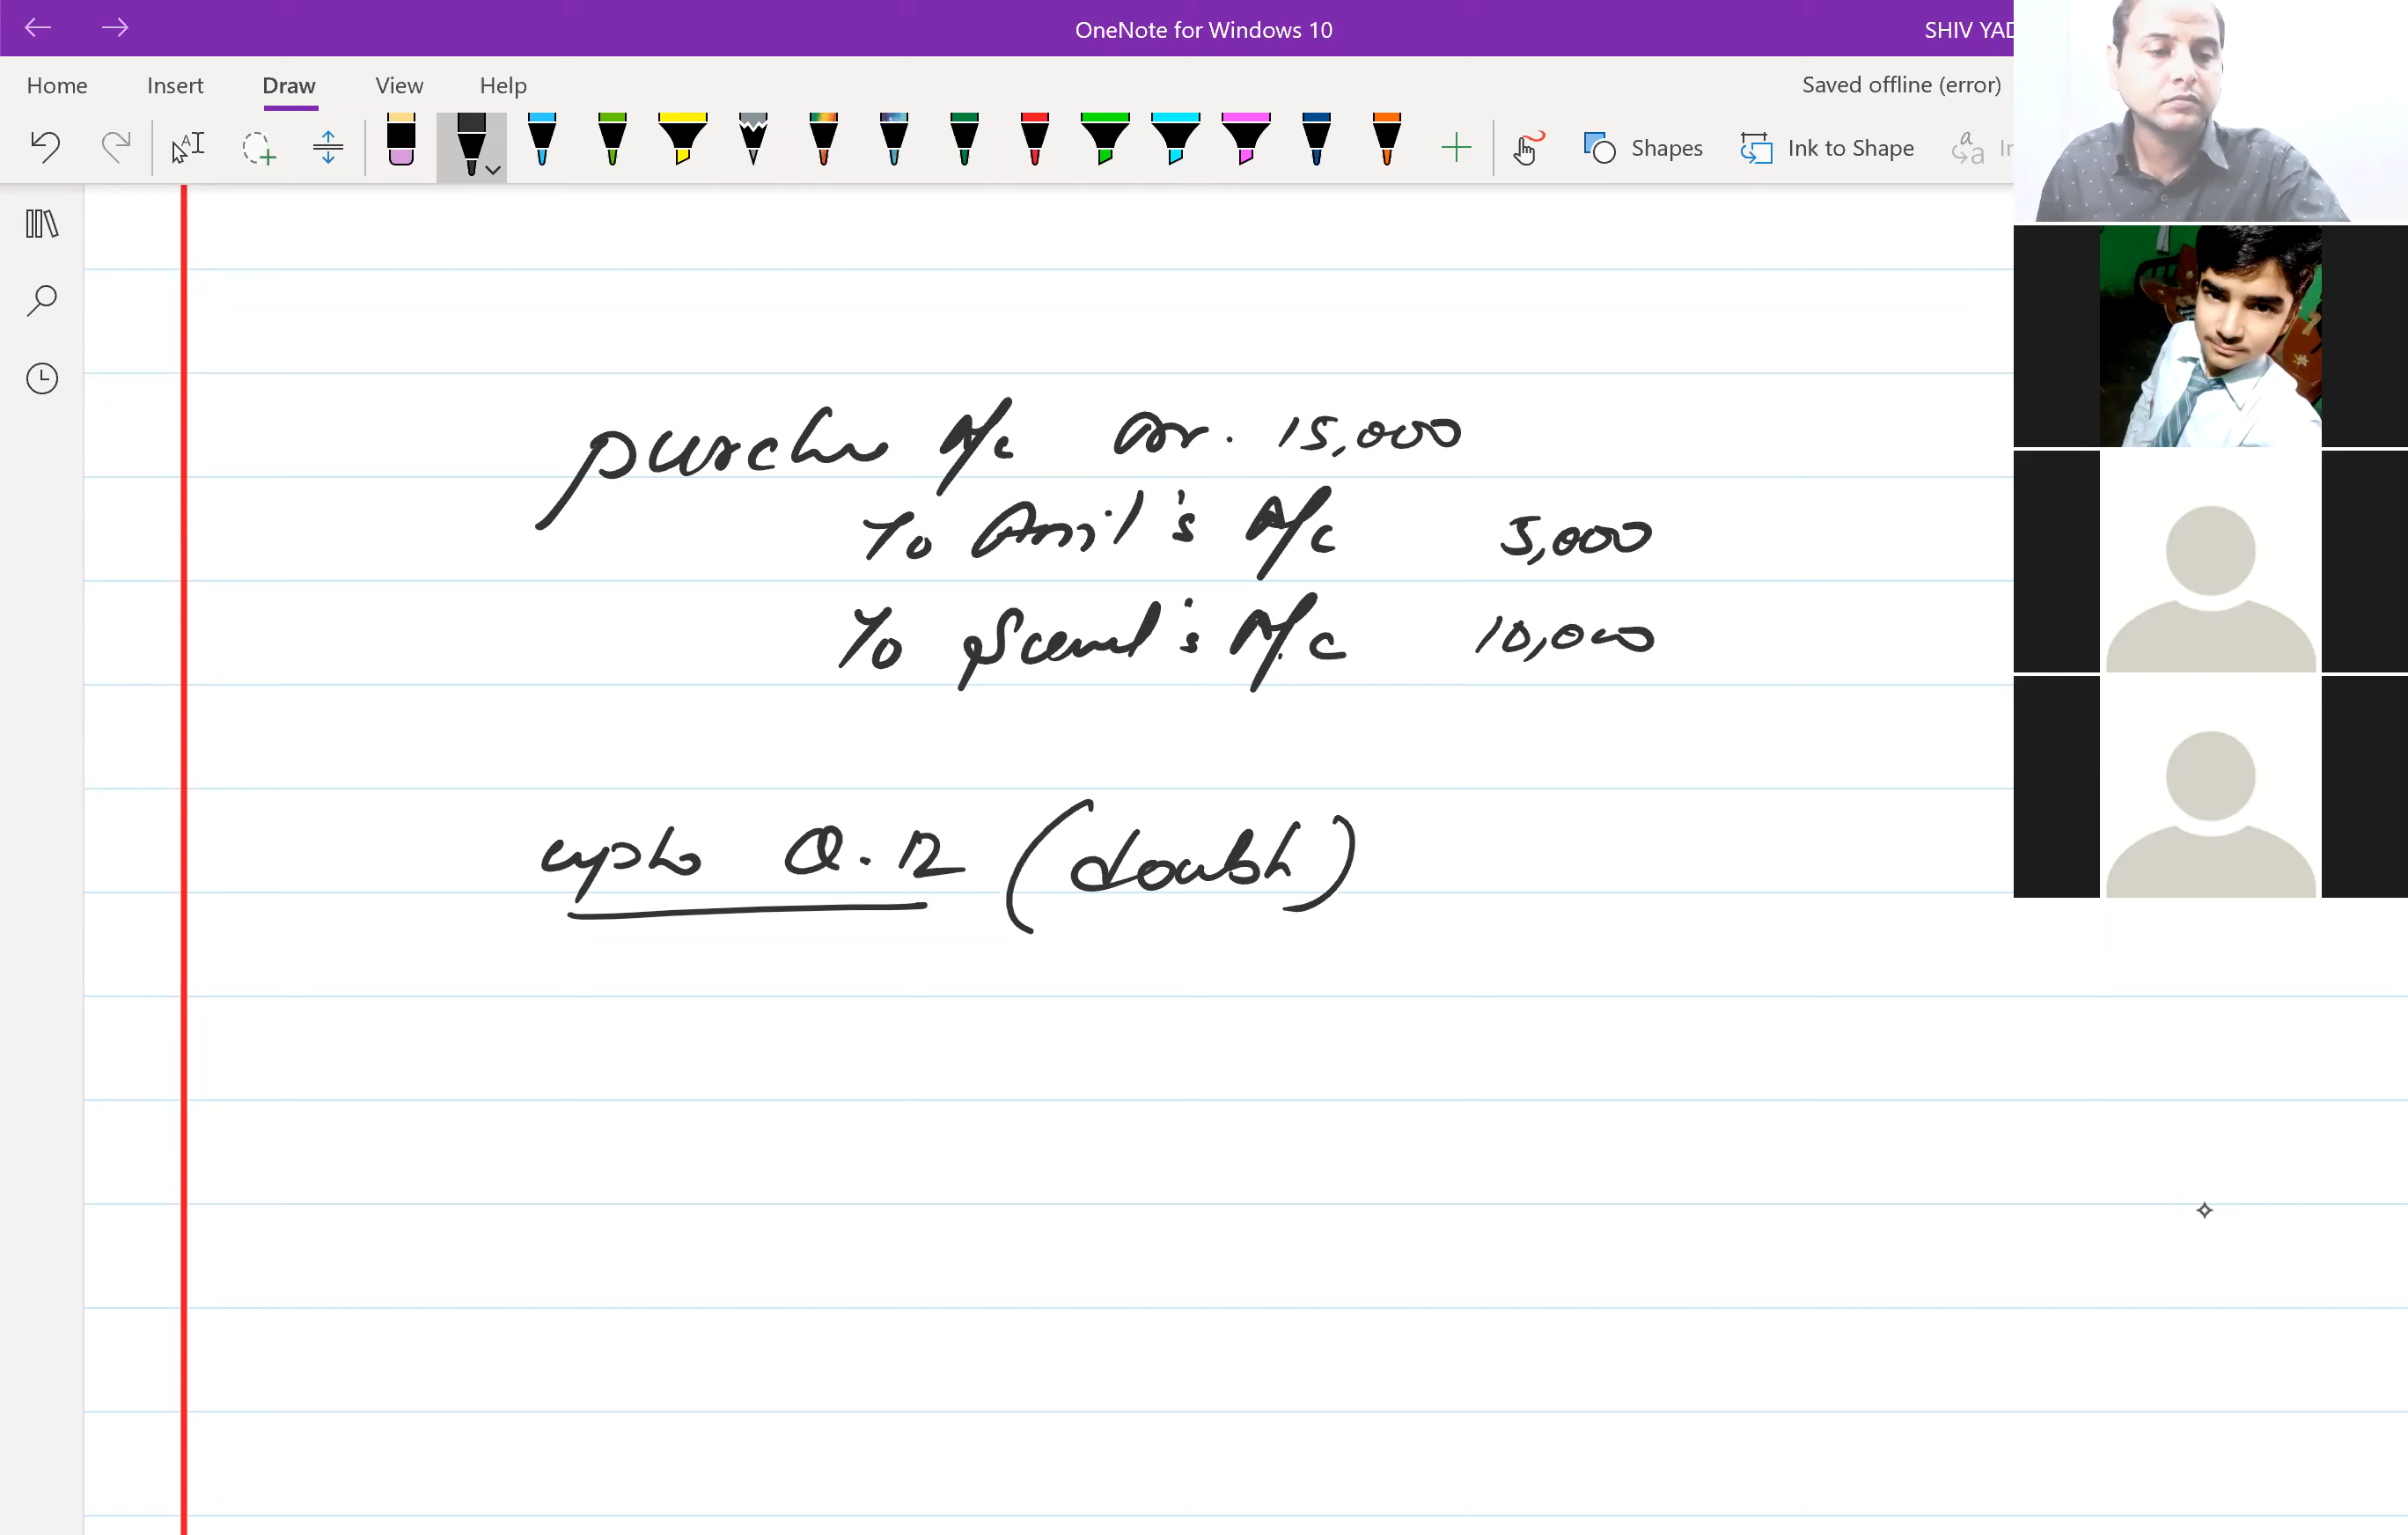 OneNote for Windows 10
SHIV YAD
Home Insert Draw View Help
Saved offline (error)
Shapes Ink to Shape In
purchase A/c Dr. 15,000
To Anil's A/c 5,000
To A/c 10,000
upto Q.12 (doubt)